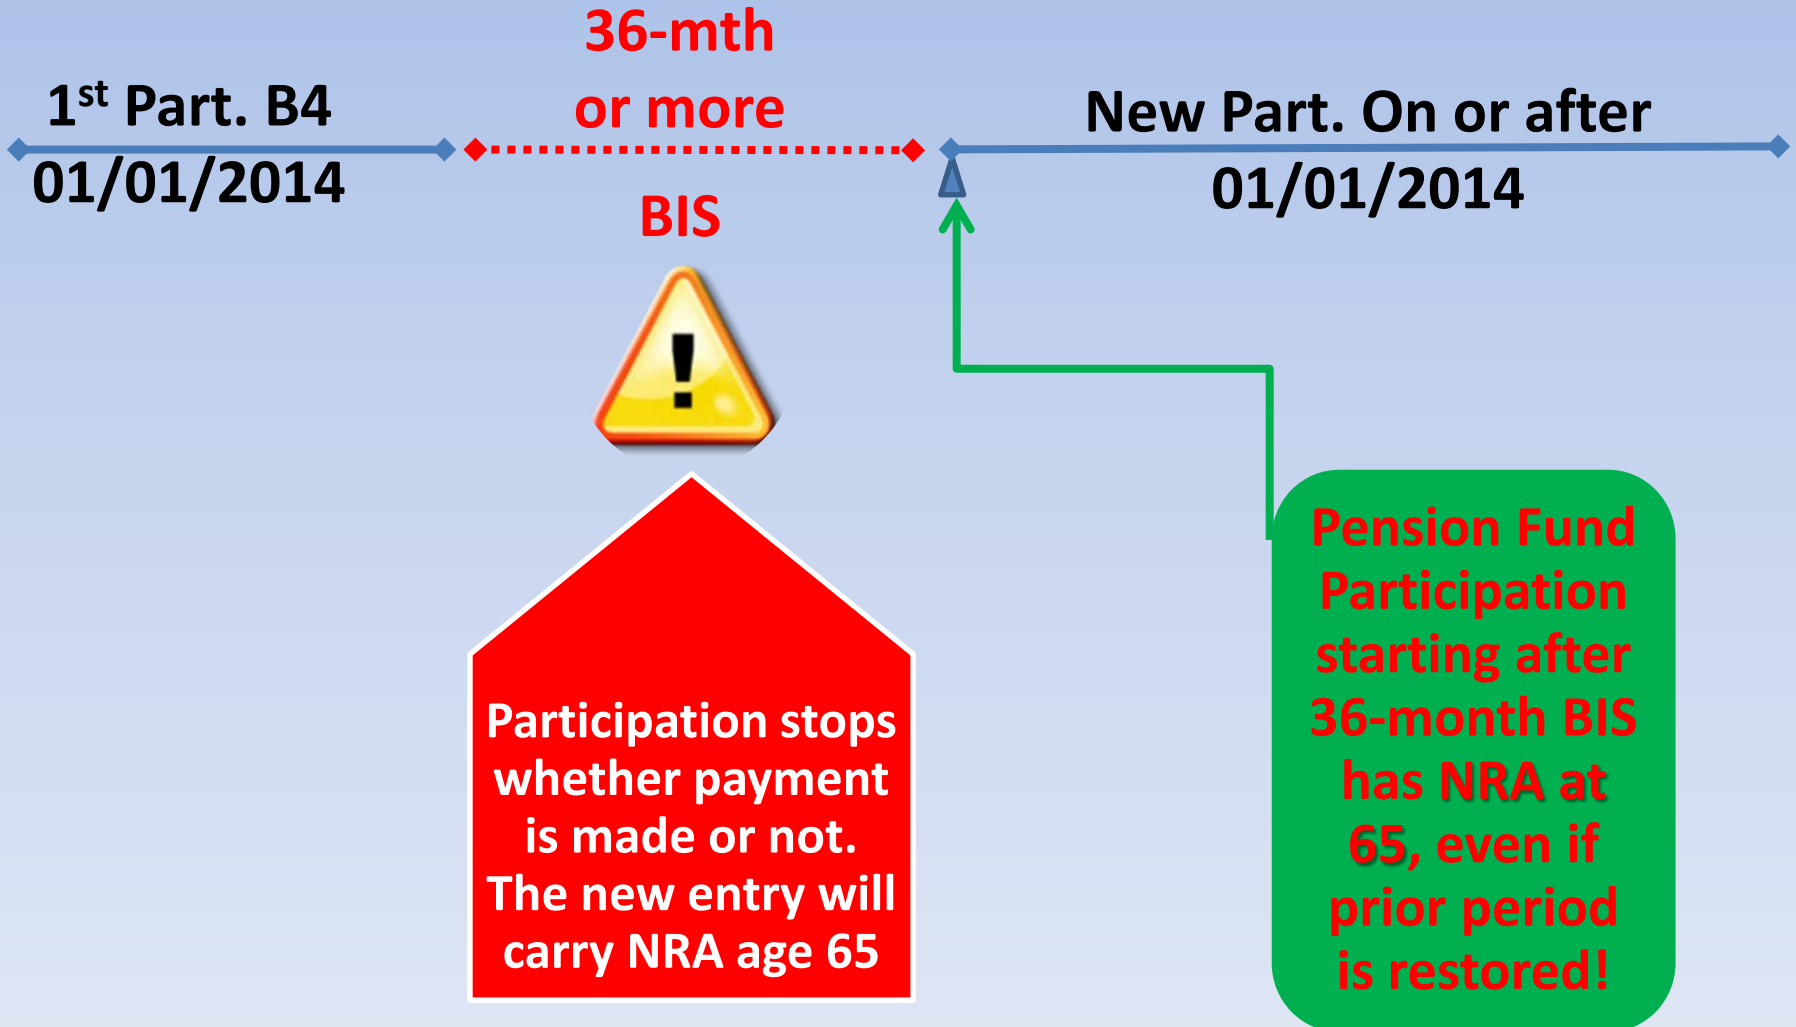 1st Part. B4
01/01/2014
36-mth
or more
BIS
New Part. On or after
01/01/2014
!
Participation stops
whether payment
is made or not.
The new entry will
carry NRA age 65
Pension Fund
Participation
starting after
36-month BIS
has NRA at
65, even if
prior period
is restored!